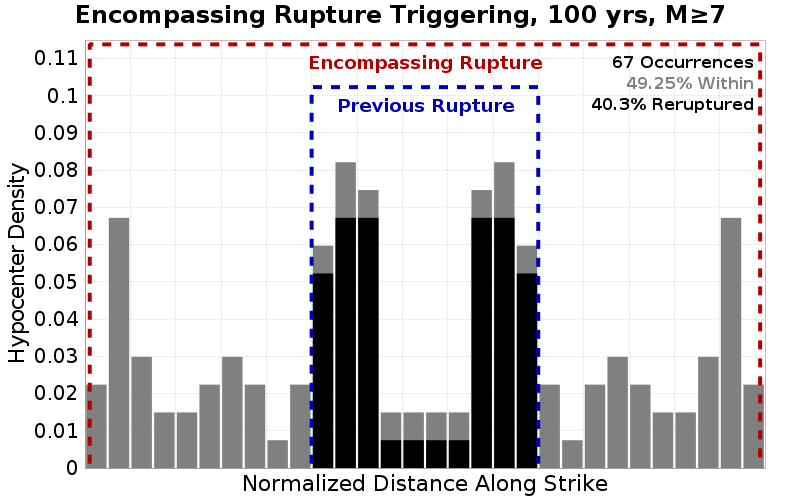 Encompassing Rupture Triggering, 100 yrs, M≥7
Encompassing Rupture
67 Occurrences
49.25% Within
40.3% Reruptured
Previous Rupture
Hypocenter Density
0.11
0.1
0.09
0.08
0.07
0.06
0.05
0.04
0.03
0.02
0.01
0
Normalized Distance Along Strike